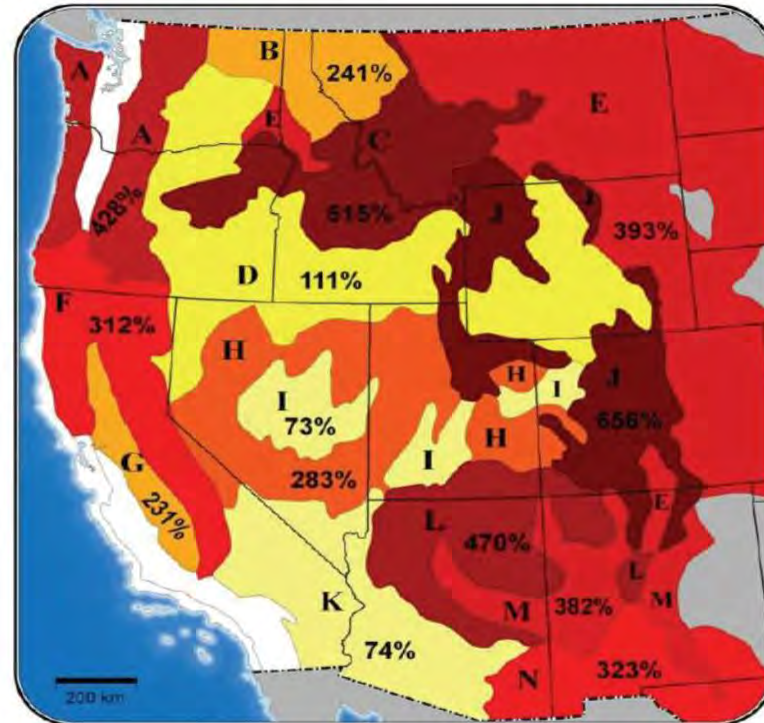 B
A
241%
E
E
A
C
J
J
428%
515%
393%
D
111%
F
312%
H
H
I
J
I
73%
656%
I
H
G
283%
231%
E
L
470%
L
K
M
382%
M
74%
N
323%
200 km